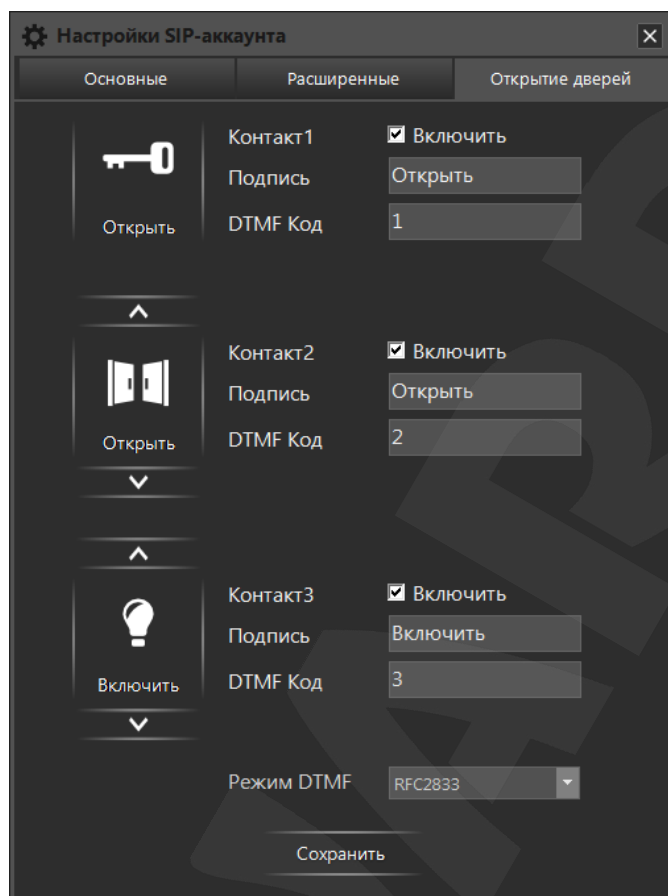 Настройки SIP-аккаунта
Основные Расширенные Открытие дверей
Контакт1 Включить
Подпись Открыть
Открыть DTMF Код 1
Контакт2 Включить
Подпись Открыть
Открыть DTMF Код 2
Контакт3 Включить
Подпись Включить
Включить DTMF Код 3
Режим DTMF RFC2833
Сохранить